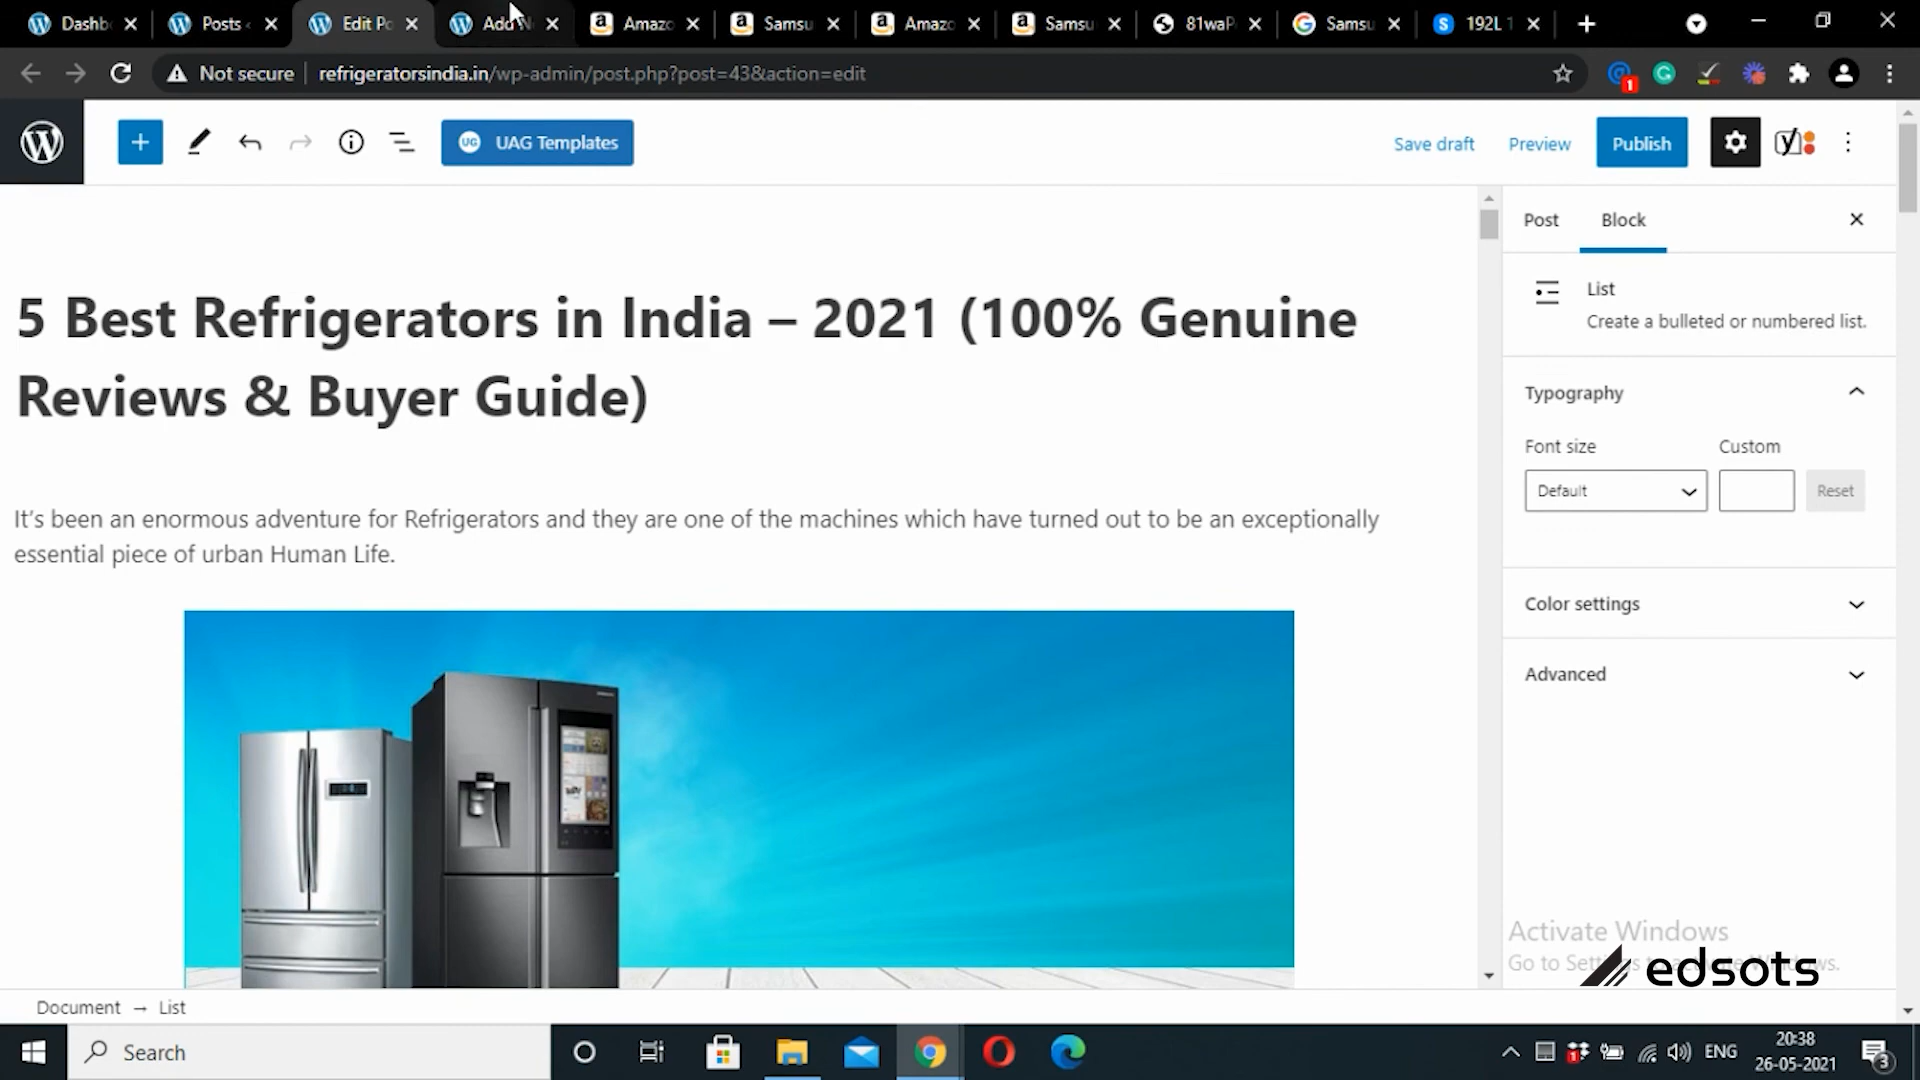 Dashb
Posts
Edit Po
Add N
Amazo
Samsu
Amazo
Samsu
81waP
Samsu
192L 1
Not secure
refrigeratorsindia.in/wp-admin/post.php?post=43&action=edit
1
UAG Templates
Save draft
Preview
Publish
Post
Block
List
Create a bulleted or numbered list.
5 Best Refrigerators in India – 2021 (100% Genuine
Reviews & Buyer Guide)
Typography
Font size
Custom
Default
Reset
It's been an enormous adventure for Refrigerators and they are one of the machines which have turned out to be an exceptionally
essential piece of urban Human Life.
Color settings
Advanced
Activate Windows
edsots
Document → List
Search
ENG
20:38
26-05-2021
3